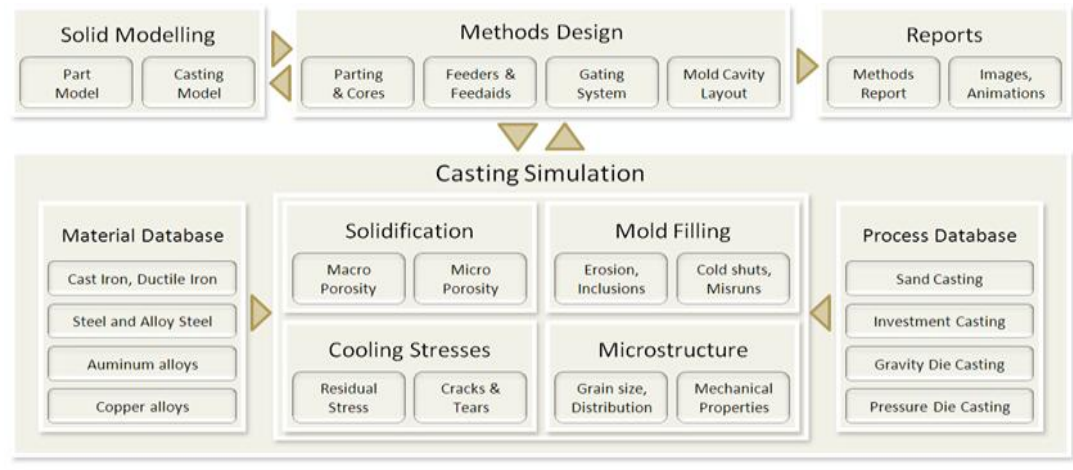 Solid Modelling
Part
Model
Casting
Model
Methods Design
Parting
& Cores
Feeders &
Feedaids
Gating
System
Mold Cavity
Layout
Reports
Methods
Report
Images,
Animations
Casting Simulation
Material Database
Cast Iron, Ductile Iron
Steel and Alloy Steel
Auminum alloys
Copper alloys
Solidification
Macro
Porosity
Micro
Porosity
Mold Filling
Erosion,
Inclusions
Cold shuts,
Misruns
Cooling Stresses
Residual
Stress
Cracks &
Tears
Microstructure
Grain size,
Distribution
Mechanical
Properties
Process Database
Sand Casting
Investment Casting
Gravity Die Casting
Pressure Die Casting